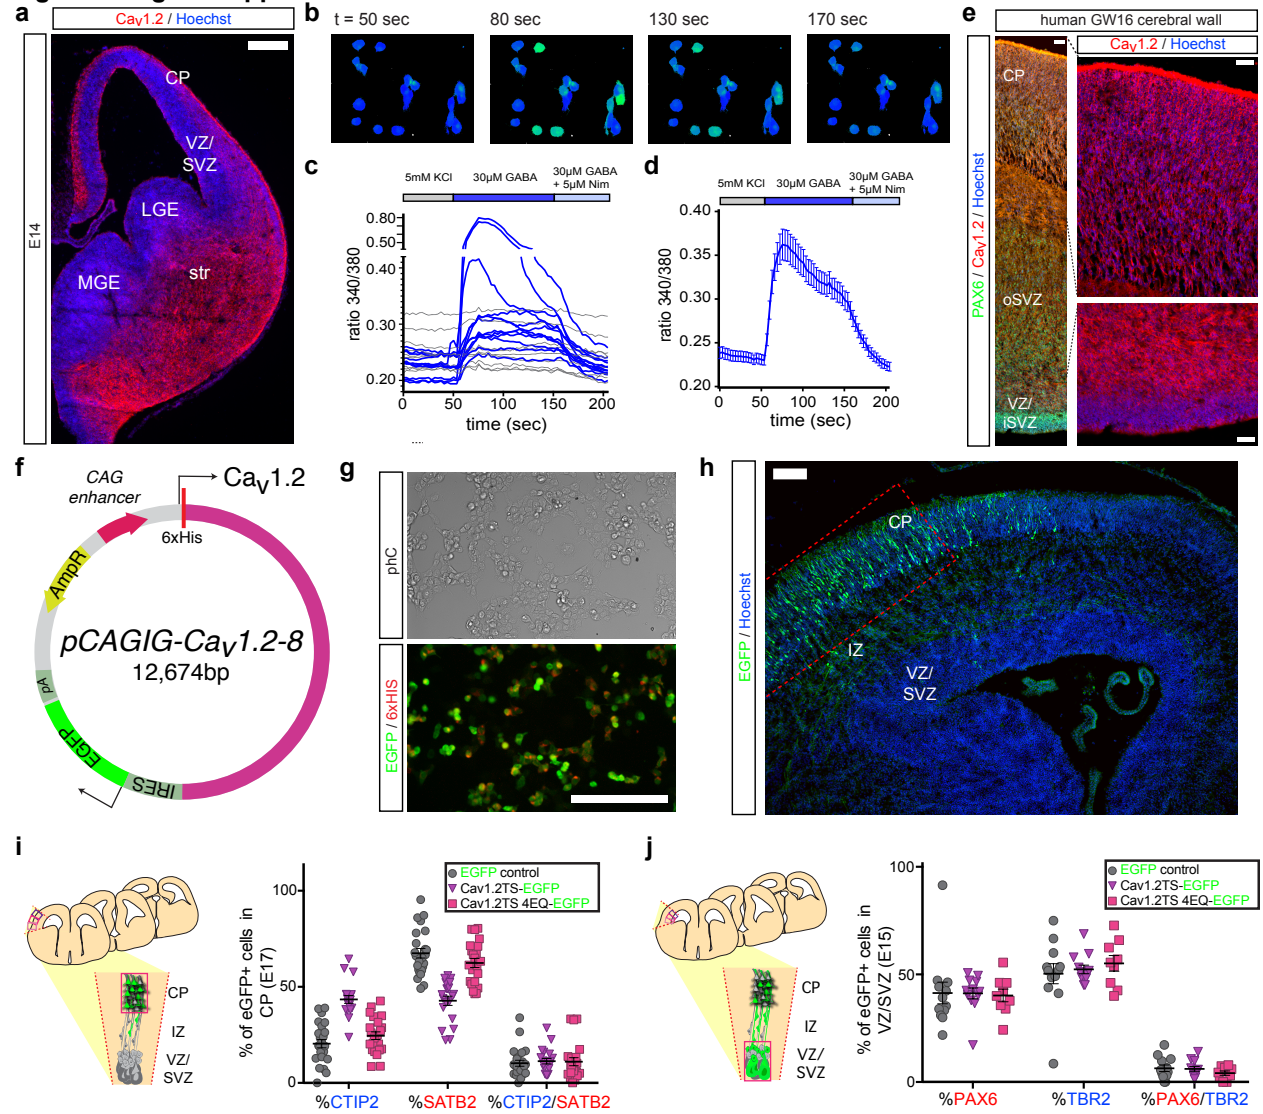 a
Cav1.2 / Hoechst
E14
CP
VZ/
SVZ
LGE
MGE
str
b
t = 50 sec
80 sec
130 sec
170 sec
c
5mM KCl
30µM GABA
30µM GABA
+ 5µM Nim
ratio 340/380
0.80
0.50
0.40
0.30
0.20
0
50
100
150
200
time (sec)
d
5mM KCl
30µM GABA
30µM GABA
+ 5µM Nim
ratio 340/380
0.40
0.35
0.30
0.25
0.20
0
50
100
150
200
time (sec)
e
human GW16 cerebral wall
Cav1.2 / Hoechst
PAX6 / Cav1.2 / Hoechst
CP
oSVZ
VZ/
iSVZ
f
CAG
enhancer
Cav1.2
6xHis
AmpR
pCAGIG-Cav1.2-8
12,674bp
pA
EGFP
IRES
g
phC
EGFP / 6xHIS
h
EGFP / Hoechst
CP
IZ
VZ/
SVZ
i
CP
IZ
VZ/
SVZ
% of eGFP+ cells in
CP (E17)
100
50
0
EGFP control
Cav1.2TS-EGFP
Cav1.2TS 4EQ-EGFP
%CTIP2
%SATB2
%CTIP2/SATB2
j
CP
IZ
VZ/
SVZ
% of eGFP+ cells in
VZ/SVZ (E15)
100
50
0
EGFP control
Cav1.2TS-EGFP
Cav1.2TS 4EQ-EGFP
%PAX6
%TBR2
%PAX6/TBR2